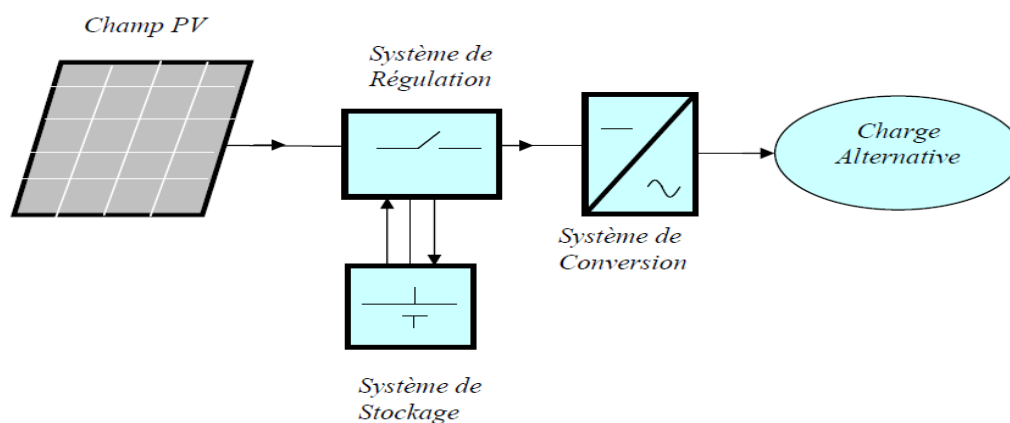 Champ PV
Système de
Régulation
Charge
Alternative
Système de
Conversion
Système de
Stockage